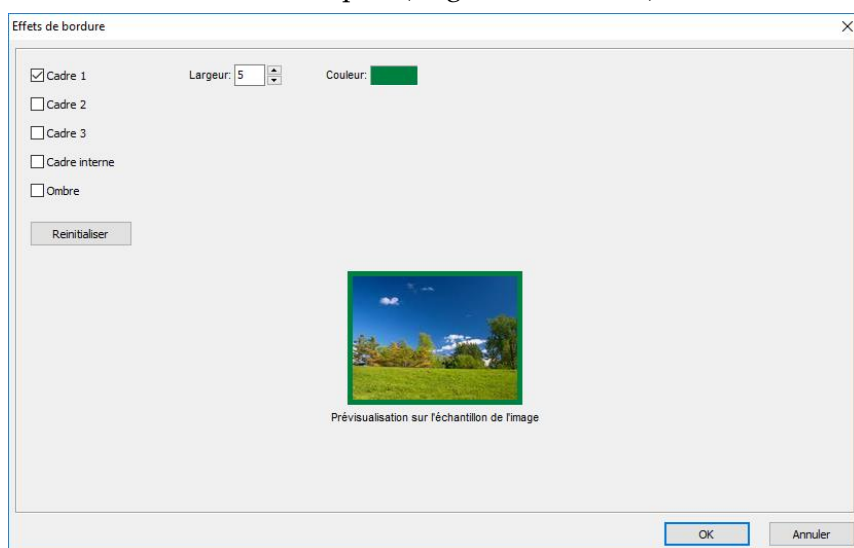 Effets de bordure
Cadre 1 Largeur: 5 Couleur:
Cadre 2
Cadre 3
Cadre interne
Ombre
Reinitialiser
Prévisualisation sur l'échantillon de l'image
OK Annuler